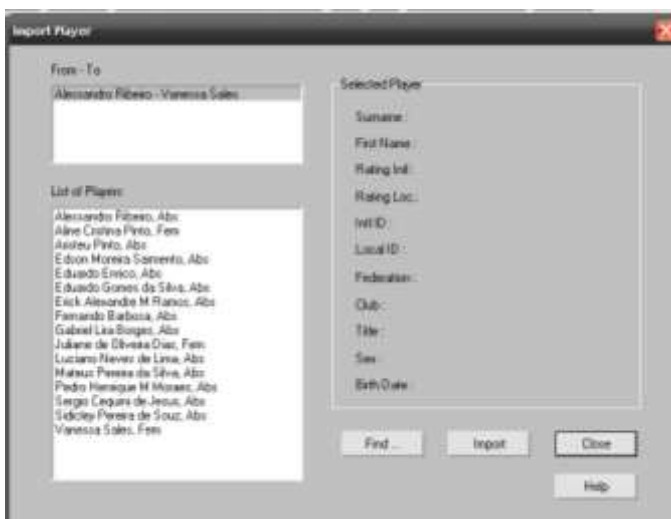 Import Player
From - To
Alessandro Ribeiro - Vanessa Sales
List of Players
Alessandro Ribeiro, Abs
Aline Cristina Pinto, Fem
Aristeu Pinto, Abs
Edson Moreira Sarmento, Abs
Eduardo Enrico, Abs
Eduardo Gomes da Silva, Abs
Erick Alexandre M Ramos, Abs
Fernando Barbosa, Abs
Gabriel Lira Borges, Abs
Juliane de Oliveira Dias, Fem
Luciano Neves de Lima, Abs
Mateus Pereira da Silva, Abs
Pedro Henrique M Moraes, Abs
Sergio Cequini de Jesus, Abs
Sidicley Pereira de Souz, Abs
Vanessa Sales, Fem
Selected Player
Surname :
First Name :
Rating Intl :
Rating Loc. :
Intl ID :
Local ID :
Federation :
Club :
Title :
Sex :
Birth Date :
Find ...
Import
Close
Help